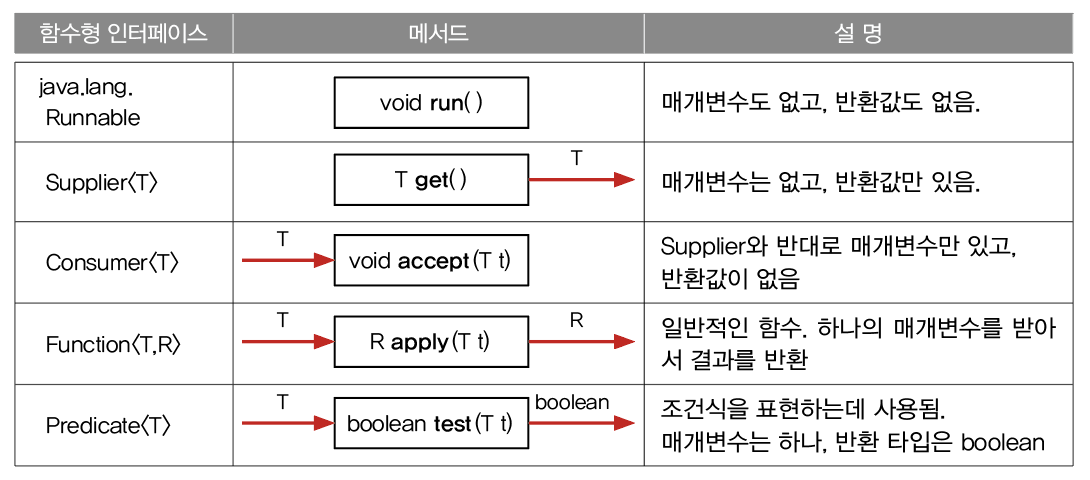 함수형 인터페이스 메서드 설 명
java.lang.
Runnable
void run( )
매개변수도 없고, 반환값도 없음.
Supplier〈T〉
T get( )
T
매개변수는 없고, 반환값만 있음.
Consumer〈T〉
T
void accept(T t)
Supplier와 반대로 매개변수만 있고,
반환값이 없음
Function〈T,R〉
T
R apply(T t)
R
일반적인 함수. 하나의 매개변수를 받아
서 결과를 반환
Predicate〈T〉
T
boolean test(T t)
boolean
조건식을 표현하는데 사용됨.
매개변수는 하나, 반환 타입은 boolean